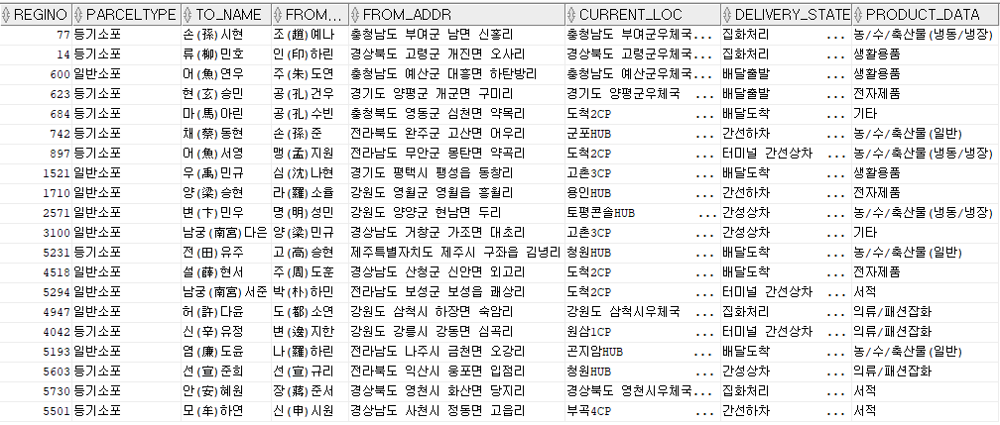 REGINO PARCELTYPE TO_NAME FROM... FROM_ADDR CURRENT_LOC DELIVERY_STATE PRODUCT_DATA
77 등기소포 손(孫)시현 조(趙)예나 충청남도 부여군 남면 신홍리 충청남도 부여군우체국... 집화처리 ... 농/수/축산물(냉동/냉장)
14 등기소포 류(柳)민호 인(印)하린 경상북도 고령군 개진면 오사리 경상북도 고령군우체국... 집화처리 ... 생활용품
600 일반소포 어(魚)연우 주(朱)도연 충청남도 예산군 대흥면 하탄방리 충청남도 예산군우체국... 배달출발 ... 생활용품
623 등기소포 현(玄)승민 공(孔)건우 경기도 양평군 개군면 구미리 경기도 양평군우체국 ... 배달출발 ... 전자제품
684 등기소포 마(馬)마린 공(孔)수빈 충청북도 영동군 심천면 약목리 도척2CP ... 배달도착 ... 기타
742 등기소포 채(蔡)동현 손(孫)준 전라북도 완주군 고산면 어우리 군포HUB ... 간선하차 ... 농/수/축산물(일반)
897 등기소포 어(魚)서영 맹(孟)지원 전라남도 무안군 몽탄면 약곡리 도척2CP ... 터미널 간선상차 ... 농/수/축산물(냉동/냉장)
1521 등기소포 우(禹)민규 심(沈)나현 경기도 평택시 팽성읍 동창리 고촌3CP ... 배달도착 ... 생활용품
1710 일반소포 양(梁)승현 라(羅)소율 강원도 영월군 영월읍 흥월리 용인HUB ... 간선하차 ... 전자제품
2571 일반소포 변(卞)민우 명(明)성민 강원도 양양군 현남면 두리 토평콘솔HUB ... 간성상차 ... 농/수/축산물(냉동/냉장)
3100 일반소포 남궁(南宮)다은 양(梁)민규 경상남도 거창군 가조면 대초리 고촌3CP ... 간성상차 ... 기타
5231 등기소포 전(田)유주 고(高)승현 제주특별자치도 제주시 구좌읍 김녕리 청원HUB ... 배달도착 ... 농/수/축산물(일반)
4518 일반소포 설(薛)현서 주(周)도훈 경상남도 산청군 신안면 외고리 도척2CP ... 배달도착 ... 전자제품
5294 일반소포 남궁(南宮)서준 박(朴)하민 전라남도 보성군 보성읍 쾌상리 도척2CP ... 터미널 간선상차 ... 서적
4947 일반소포 허(許)다윤 도(都)소연 강원도 삼척시 하장면 숙암리 강원도 삼척시우체국 ... 집화처리 ... 의류/패션잡화
4042 등기소포 신(辛)유정 변(邊)지한 강원도 강릉시 강동면 심곡리 원삼1CP ... 터미널 간선상차 ... 의류/패션잡화
5193 일반소포 염(廉)도윤 나(羅)하린 전라남도 나주시 금천면 오강리 곤지암HUB ... 배달도착 ... 농/수/축산물(일반)
5603 등기소포 선(宣)준희 선(宣)규리 전라북도 익산시 웅포면 입점리 청원HUB ... 간성상차 ... 의류/패션잡화
5730 등기소포 안(安)혜원 장(蔣)준서 경상북도 영천시 화산면 당지리 경상북도 영천시우체국... 집화처리 ... 서적
5501 등기소포 모(牟)하연 신(申)시원 경상남도 사천시 정동면 고읍리 부곡4CP ... 간선하차 ... 서적